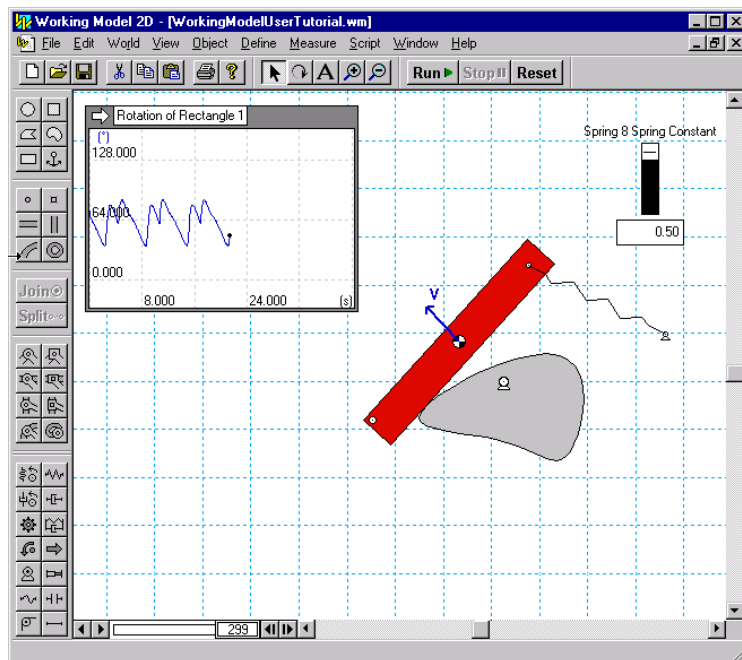 Working Model 2D - [WorkingModelUserTutorial.wm]
File Edit World View Object Define Measure Script Window Help
A ? Run Stop Reset
Rotation of Rectangle 1
(°)
128.000
64.000
0.000
8.000 24.000 (s)
Spring 8 Spring Constant
0.50
V
Join
Split
299